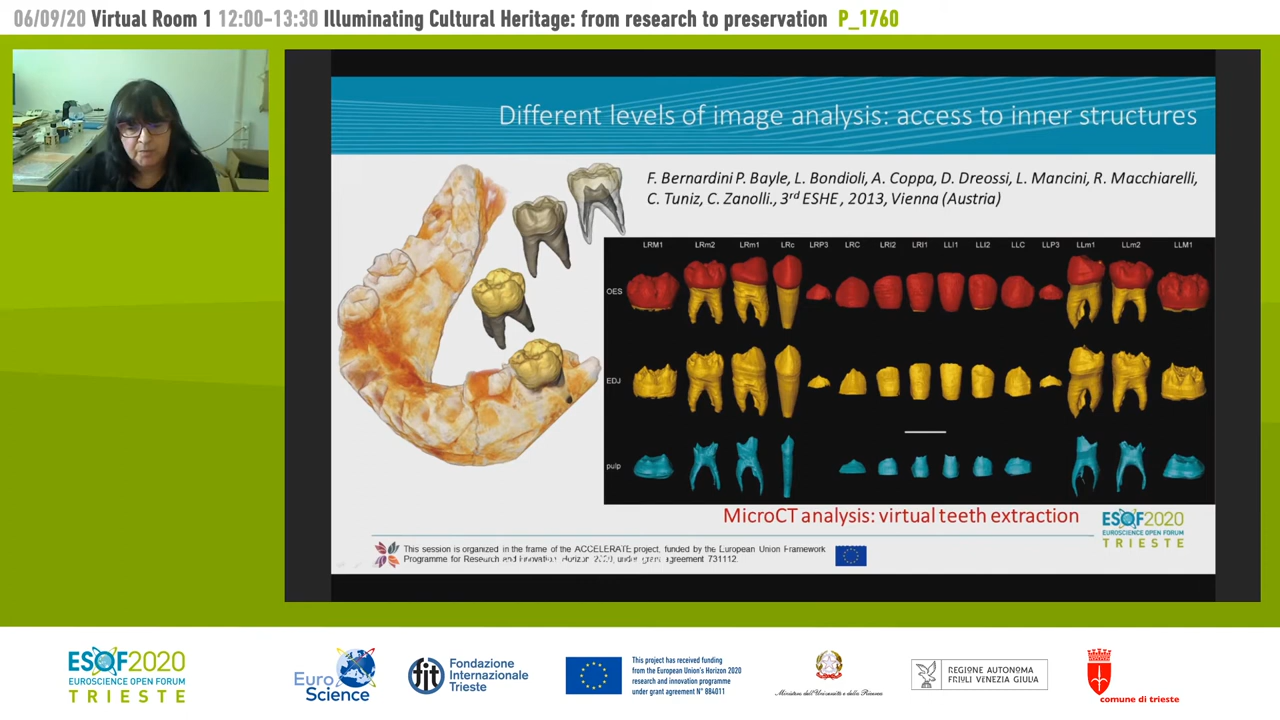 06/09/20 Virtual Room 1 12:00-13:30 Illuminating Cultural Heritage: from research to preservation P_1760
Different levels of image analysis: access to inner structures
F. Bernardini P. Bayle, L. Bondioli, A. Coppa, D. Dreossi, L. Mancini, R. Macchiarelli,
C. Tuniz, C. Zanolli., 3rd ESHE , 2013, Vienna (Austria)
LRM1 LRm2 LRm1 LRc LRP3 LRC LRI2 LRI1 LLI1 LLI2 LLC LLP3 LLm1 LLm2 LLM1
OES
EDJ
pulp
MicroCT analysis: virtual teeth extraction
ESOF2020
EUROSCIENCE OPEN FORUM
TRIESTE
This session is organized in the frame of the ACCELERATE project, funded by the European Union Framework
Programme for Research and Innovation Horizon 2020, under grant agreement 731112.
ESOF2020
EUROSCIENCE OPEN FORUM
TRIESTE
Euro
Science
fit
Fondazione
Internazionale
Trieste
This project has received funding
from the European Union's Horizon 2020
research and innovation programme
under grant agreement N° 884011
Ministero dell'Università e della Ricerca
REGIONE AUTONOMA
FRIULI VENEZIA GIULIA
comune di trieste